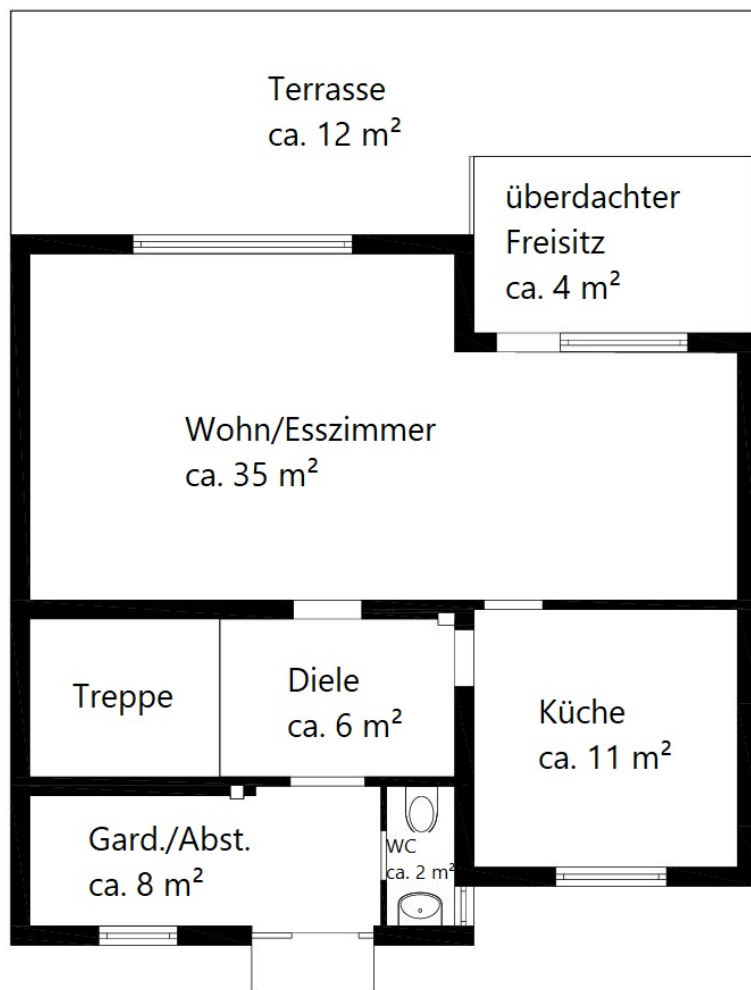 Terrasse
ca. 12 m²
überdachter
Freisitz
ca. 4 m²
Wohn/Esszimmer
ca. 35 m²
Treppe
Diele
ca. 6 m²
Küche
ca. 11 m²
Gard./Abst.
ca. 8 m²
WC
ca. 2 m²